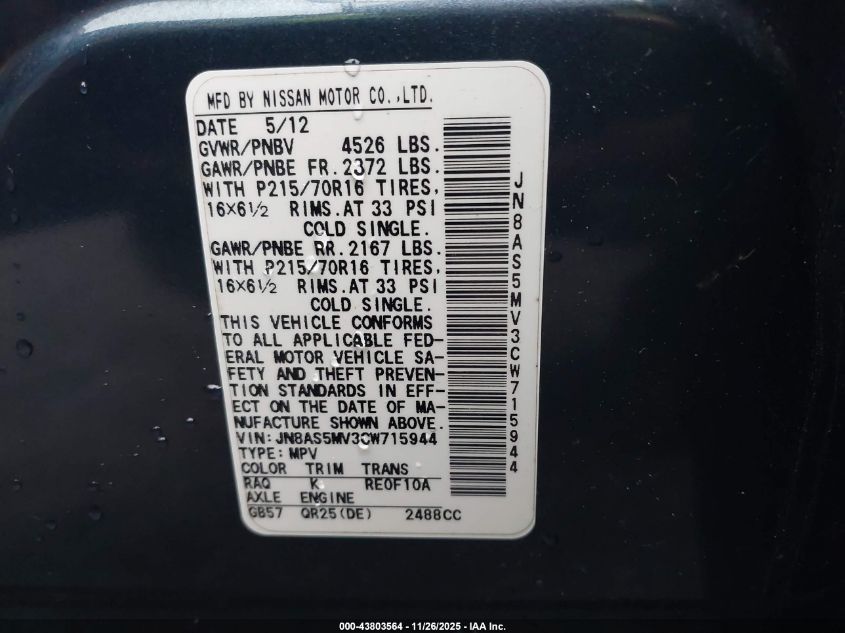 MFD BY NISSAN MOTOR CO.,LTD.
DATE 5/12
GVWR/PNBV 4526 LBS.
GAWR/PNBE FR. 2372 LBS.
WITH P215/70R16 TIRES,
16X6½ RIMS.AT 33 PSI
COLD SINGLE.
GAWR/PNBE RR. 2167 LBS.
WITH P215/70R16 TIRES,
16X6½ RIMS.AT 33 PSI
COLD SINGLE.
THIS VEHICLE CONFORMS
TO ALL APPLICABLE FED-
ERAL MOTOR VEHICLE SA-
FETY AND THEFT PREVEN-
TION STANDARDS IN EFF-
ECT ON THE DATE OF MA-
NUFACTURE SHOWN ABOVE.
VIN: JN8AS5MV3CW715944
TYPE: MPV
COLOR TRIM TRANS
RAQ K RE0F10A
AXLE ENGINE
GB57 QR25(DE) 2488CC
JN8AS5MV3CW715944
000-43803564 - 11/26/2025 - IAA Inc.